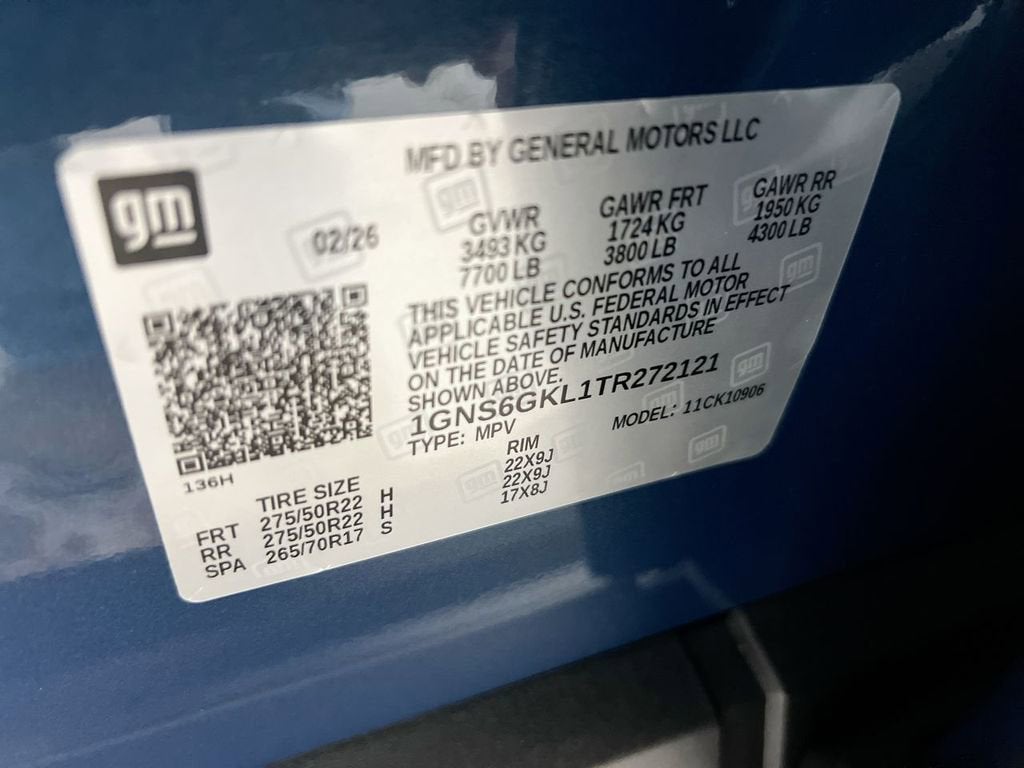 MFD BY GENERAL MOTORS LLC
gm
02/26
GVWR
3493 KG
7700 LB
GAWR FRT
1724 KG
3800 LB
GAWR RR
1950 KG
4300 LB
THIS VEHICLE CONFORMS TO ALL
APPLICABLE U.S. FEDERAL MOTOR
VEHICLE SAFETY STANDARDS IN EFFECT
ON THE DATE OF MANUFACTURE
SHOWN ABOVE.
1GNS6GKL1TR272121
TYPE: MPV
MODEL: 11CK10906
136H
TIRE SIZE RIM
FRT 275/50R22 H 22X9J
RR 275/50R22 H 22X9J
SPA 265/70R17 S 17X8J